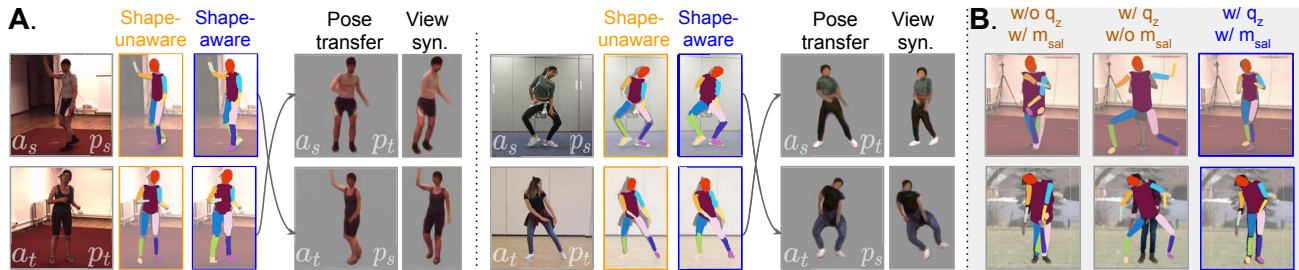 A.
Shape-
unaware
Shape-
aware
Pose
transfer
View
syn.
a_s p_s
a_s p_t
a_t p_t
a_t p_s
Shape-
unaware
Shape-
aware
Pose
transfer
View
syn.
a_s p_s
a_s p_t
a_t p_t
a_t p_s
B.
w/o q_z
w/ m_sal
w/ q_z
w/o m_sal
w/ q_z
w/ m_sal